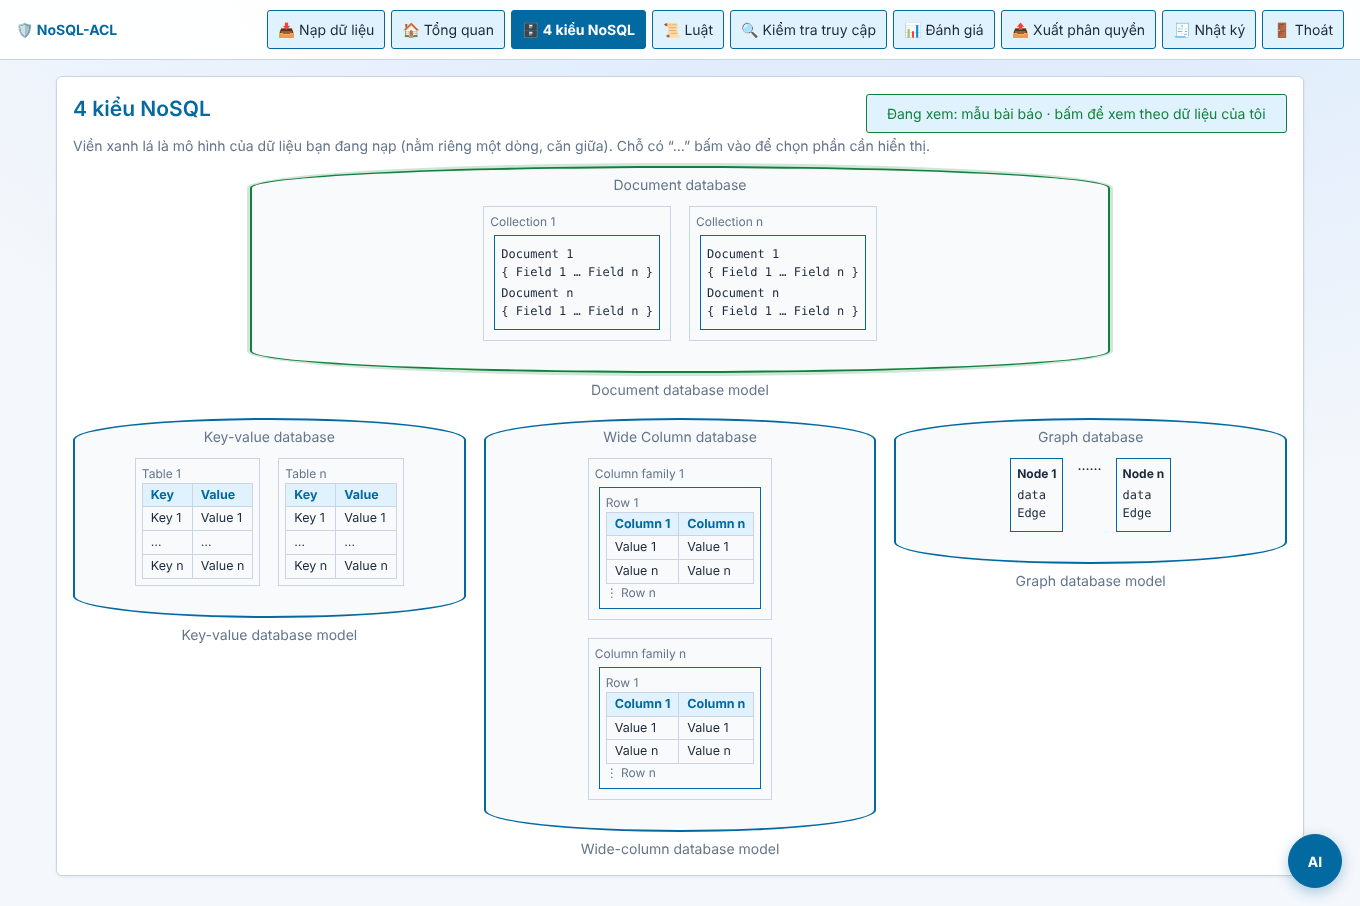 🛡️ NoSQL-ACL
📥 Nạp dữ liệu
🏠 Tổng quan
🗄️ 4 kiểu NoSQL
📜 Luật
🔍 Kiểm tra truy cập
📊 Đánh giá
📤 Xuất phân quyền
🧾 Nhật ký
🚪 Thoát
4 kiểu NoSQL
Đang xem: mẫu bài báo · bấm để xem theo dữ liệu của tôi
Viền xanh lá là mô hình của dữ liệu bạn đang nạp (nằm riêng một dòng, căn giữa). Chỗ có “…” bấm vào để chọn phần cần hiển thị.
Document database
Collection 1
Document 1
{ Field 1 … Field n }
Document n
{ Field 1 … Field n }
Collection n
Document 1
{ Field 1 … Field n }
Document n
{ Field 1 … Field n }
Document database model
Key-value database
Table 1
Key Value
Key 1 Value 1
… …
Key n Value n
Table n
Key Value
Key 1 Value 1
… …
Key n Value n
Key-value database model
Wide Column database
Column family 1
Row 1
Column 1 Column n
Value 1 Value 1
Value n Value n
⋮ Row n
Column family n
Row 1
Column 1 Column n
Value 1 Value 1
Value n Value n
⋮ Row n
Wide-column database model
Graph database
Node 1
data
Edge
……
Node n
data
Edge
Graph database model
AI